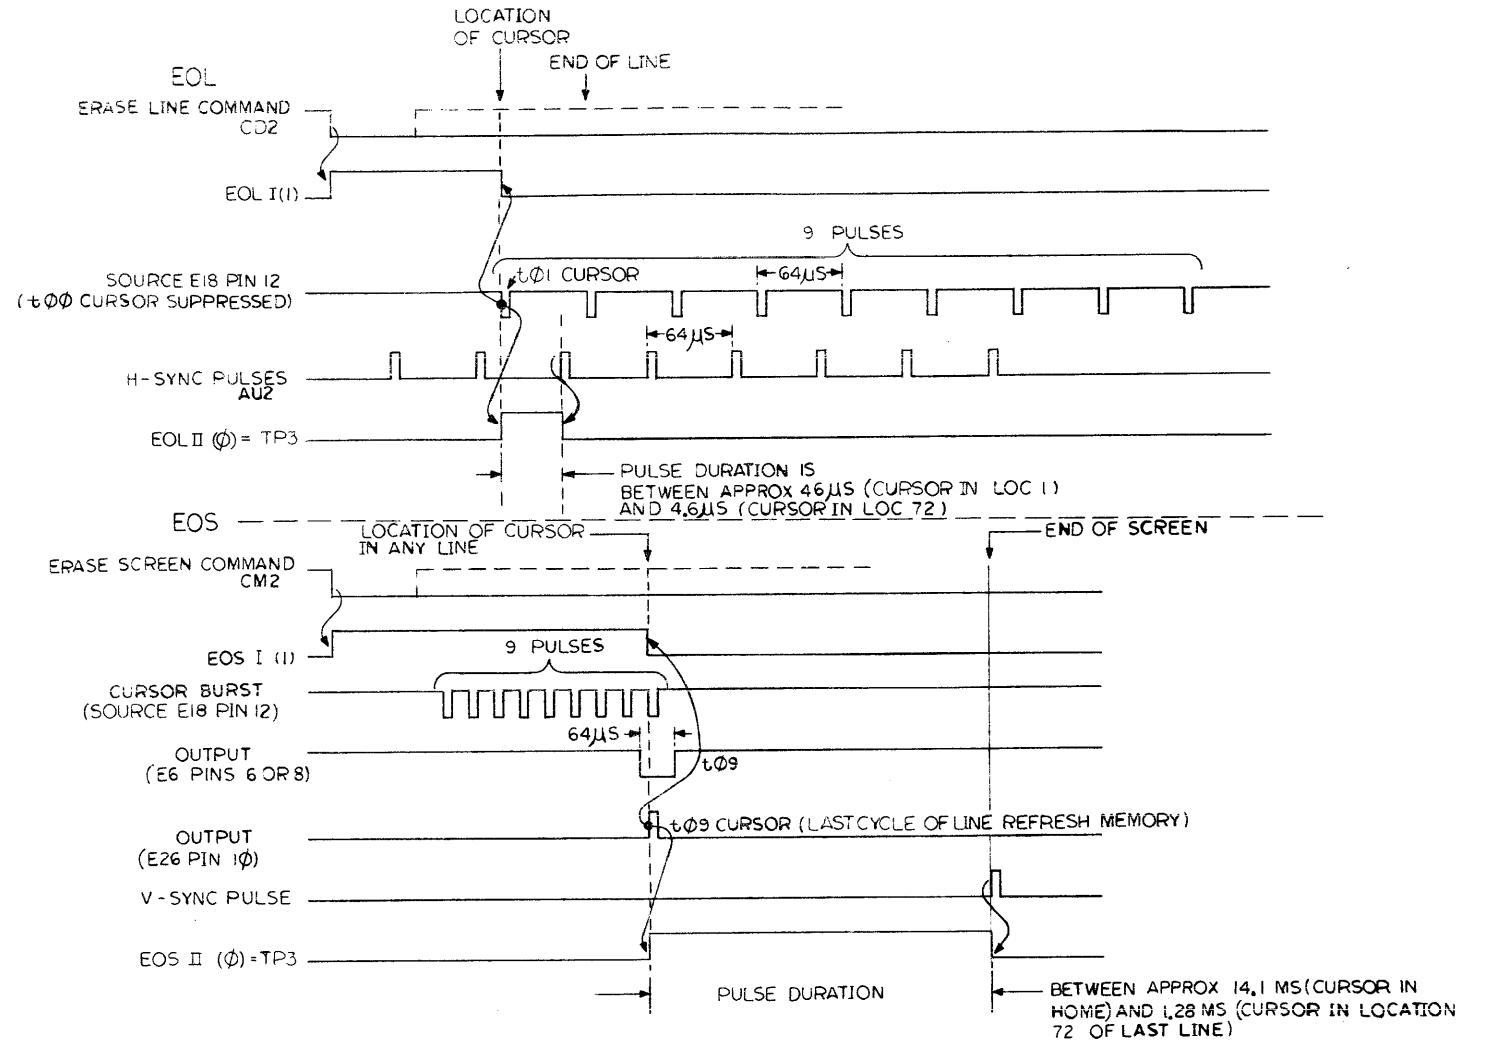 LOCATION
OF CURSOR
END OF LINE
EOL
ERASE LINE COMMAND
CD2
EOL I(1)
9 PULSES
SOURCE E18 PIN 12
(tØØ CURSOR SUPPRESSED)
tØ1 CURSOR
64µS
64µS
H-SYNC PULSES
AU2
EOL II (Ø) = TP3
PULSE DURATION IS
BETWEEN APPROX 46µS (CURSOR IN LOC 1)
AND 4.6µS (CURSOR IN LOC 72)
EOS
LOCATION OF CURSOR
IN ANY LINE
END OF SCREEN
ERASE SCREEN COMMAND
CM2
EOS I (1)
9 PULSES
CURSOR BURST
(SOURCE E18 PIN 12)
64µS
OUTPUT
(E6 PINS 6 OR 8)
tØ9
tØ9 CURSOR (LAST CYCLE OF LINE REFRESH MEMORY)
OUTPUT
(E26 PIN 1Ø)
V-SYNC PULSE
EOS II (Ø) = TP3
PULSE DURATION
BETWEEN APPROX 14.1 MS (CURSOR IN
HOME) AND 1.28 MS (CURSOR IN LOCATION
72 OF LAST LINE)